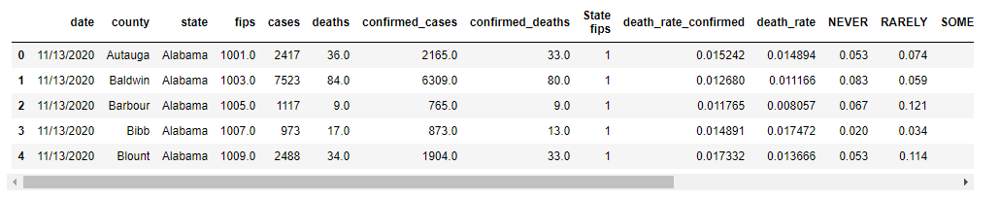 date county state fips cases deaths confirmed_cases confirmed_deaths State fips death_rate_confirmed death_rate NEVER RARELY SOME
0 11/13/2020 Autauga Alabama 1001.0 2417 36.0 2165.0 33.0 1 0.015242 0.014894 0.053 0.074
1 11/13/2020 Baldwin Alabama 1003.0 7523 84.0 6309.0 80.0 1 0.012680 0.011166 0.083 0.059
2 11/13/2020 Barbour Alabama 1005.0 1117 9.0 765.0 9.0 1 0.011765 0.008057 0.067 0.121
3 11/13/2020 Bibb Alabama 1007.0 973 17.0 873.0 13.0 1 0.014891 0.017472 0.020 0.034
4 11/13/2020 Blount Alabama 1009.0 2488 34.0 1904.0 33.0 1 0.017332 0.013666 0.053 0.114